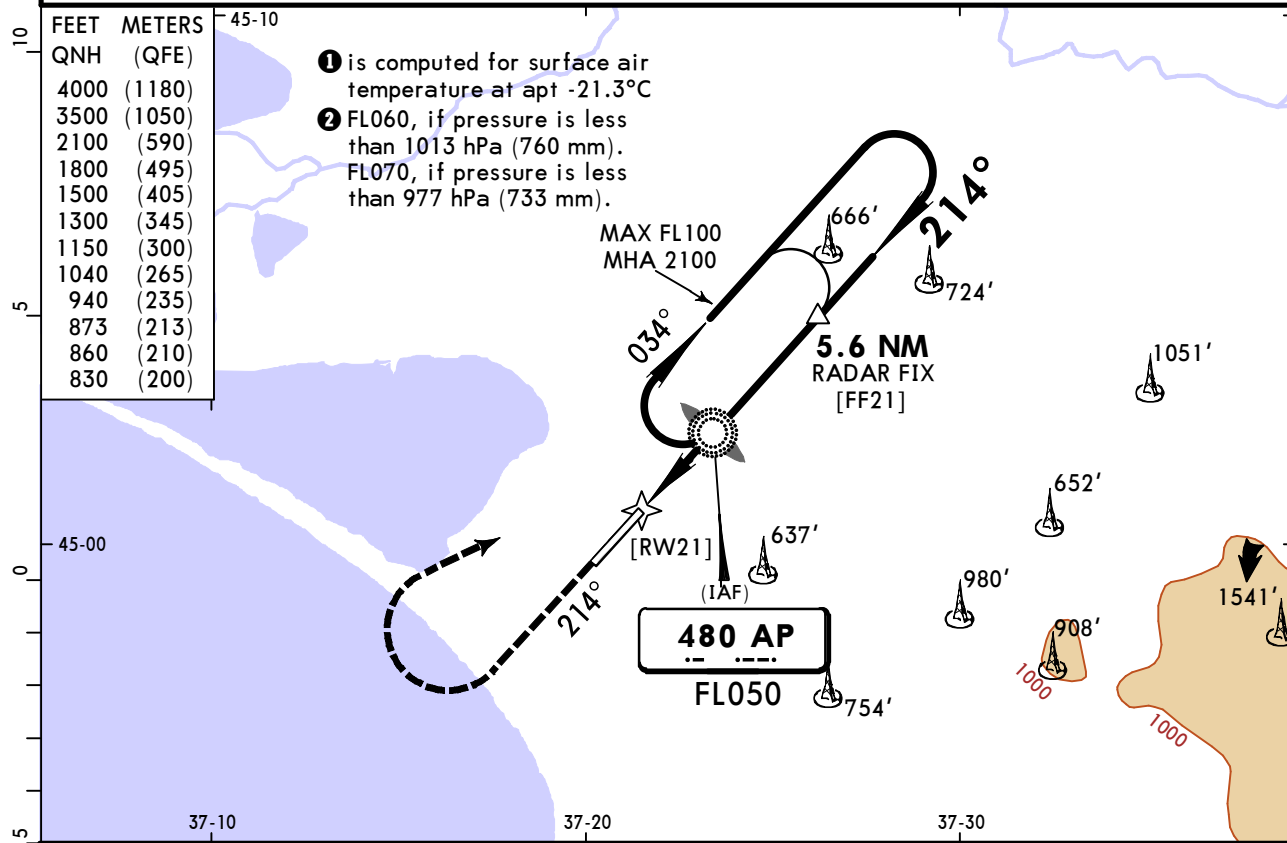 FEET METERS
QNH (QFE)
4000 (1180)
3500 (1050)
2100 (590)
1800 (495)
1500 (405)
1300 (345)
1150 (300)
1040 (265)
940 (235)
873 (213)
860 (210)
830 (200)
45-10
10
5
0
5
❶ is computed for surface air
temperature at apt -21.3°C
❷ FL060, if pressure is less
than 1013 hPa (760 mm).
FL070, if pressure is less
than 977 hPa (733 mm).
MAX FL100
MHA 2100
666'
214°
724'
034°
5.6 NM
RADAR FIX
[FF21]
1051'
652'
45-00
[RW21]
637'
214°
(IAF)
480 AP
FL050
754'
980'
908'
1000
1541'
1000
37-10
37-20
37-30